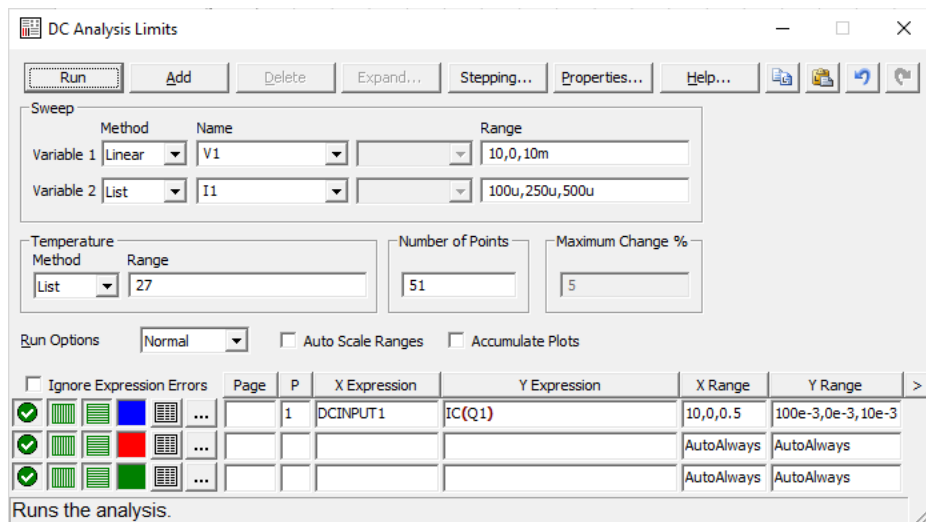 DC Analysis Limits
Run Add Delete Expand... Stepping... Properties... Help...
Sweep
Method Name Range
Variable 1 Linear V1 10,0,10m
Variable 2 List I1 100u,250u,500u
Temperature Number of Points Maximum Change %
Method Range
List 27 51 5
Run Options Normal Auto Scale Ranges Accumulate Plots
Ignore Expression Errors Page P X Expression Y Expression X Range Y Range >
... 1 DCINPUT1 IC(Q1) 10,0,0.5 100e-3,0e-3,10e-3
... AutoAlways AutoAlways
... AutoAlways AutoAlways
Runs the analysis.